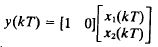 y(kT) = [1 0] [x₁(kT)
x₂(kT)]